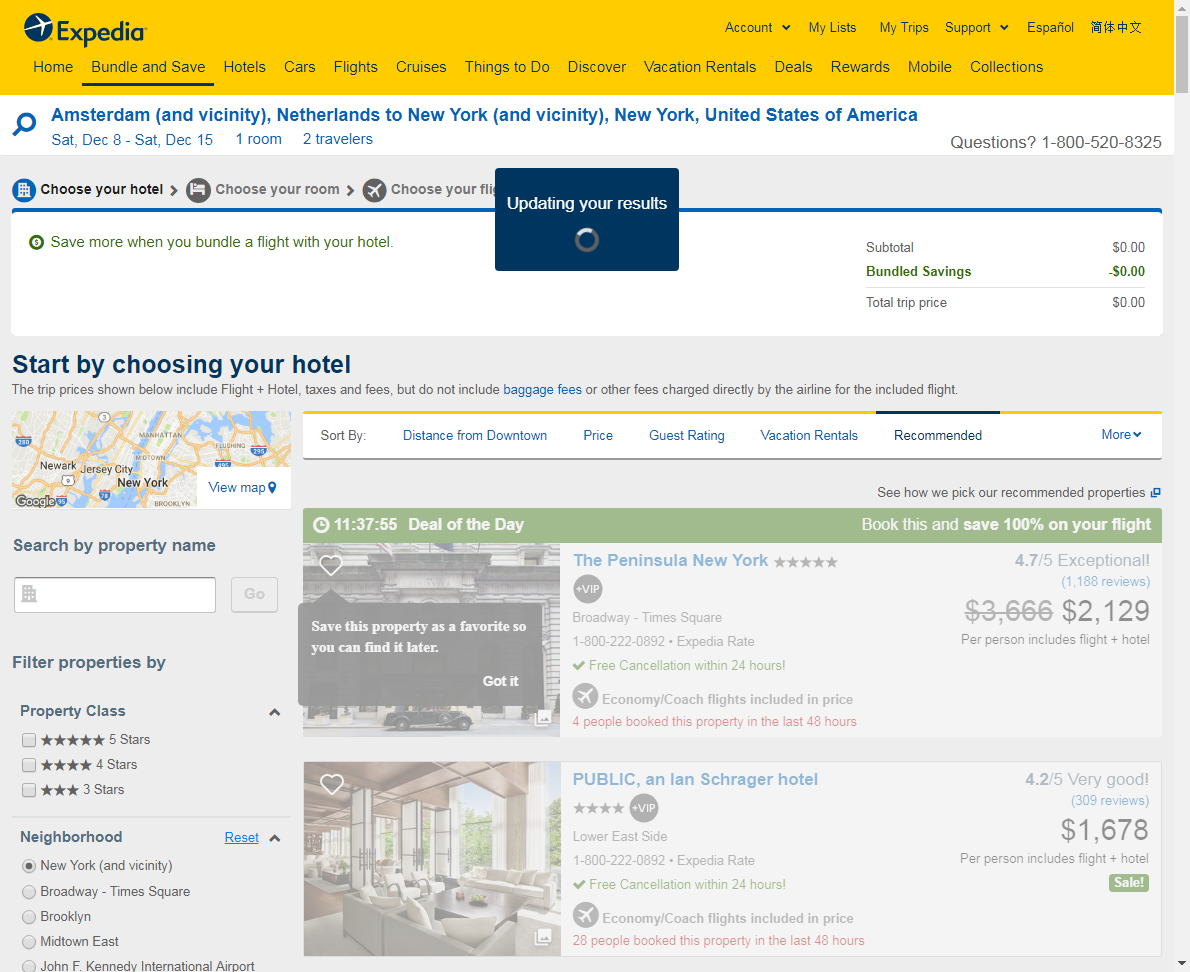 Expedia
Account
My Lists
My Trips
Support
Español
简体中文
Home
Bundle and Save
Hotels
Cars
Flights
Cruises
Things to Do
Discover
Vacation Rentals
Deals
Rewards
Mobile
Collections
Amsterdam (and vicinity), Netherlands to New York (and vicinity), New York, United States of America
Sat, Dec 8 - Sat, Dec 15 1 room 2 travelers
Questions? 1-800-520-8325
Choose your hotel
Choose your room
Choose your flig
Updating your results
Save more when you bundle a flight with your hotel.
Subtotal $0.00
Bundled Savings -$0.00
Total trip price $0.00
Start by choosing your hotel
The trip prices shown below include Flight + Hotel, taxes and fees, but do not include baggage fees or other fees charged directly by the airline for the included flight.
MANHATTAN
FLUSHING
MIDTOWN
Newark
Jersey City
New York
BROOKLYN
3
280
295
495
9
78
95
Google
View map
Sort By:
Distance from Downtown
Price
Guest Rating
Vacation Rentals
Recommended
More
See how we pick our recommended properties
Search by property name
Go
Filter properties by
Property Class
5 Stars
4 Stars
3 Stars
Neighborhood
Reset
New York (and vicinity)
Broadway - Times Square
Brooklyn
Midtown East
John F. Kennedy International Airport
11:37:55 Deal of the Day
Book this and save 100% on your flight
Save this property as a favorite so
you can find it later.
Got it
The Peninsula New York
+VIP
Broadway - Times Square
1-800-222-0892 • Expedia Rate
Free Cancellation within 24 hours!
Economy/Coach flights included in price
4 people booked this property in the last 48 hours
4.7/5 Exceptional!
(1,188 reviews)
$3,666 $2,129
Per person includes flight + hotel
PUBLIC, an Ian Schrager hotel
+VIP
Lower East Side
1-800-222-0892 • Expedia Rate
Free Cancellation within 24 hours!
Economy/Coach flights included in price
28 people booked this property in the last 48 hours
4.2/5 Very good!
(309 reviews)
$1,678
Per person includes flight + hotel
Sale!